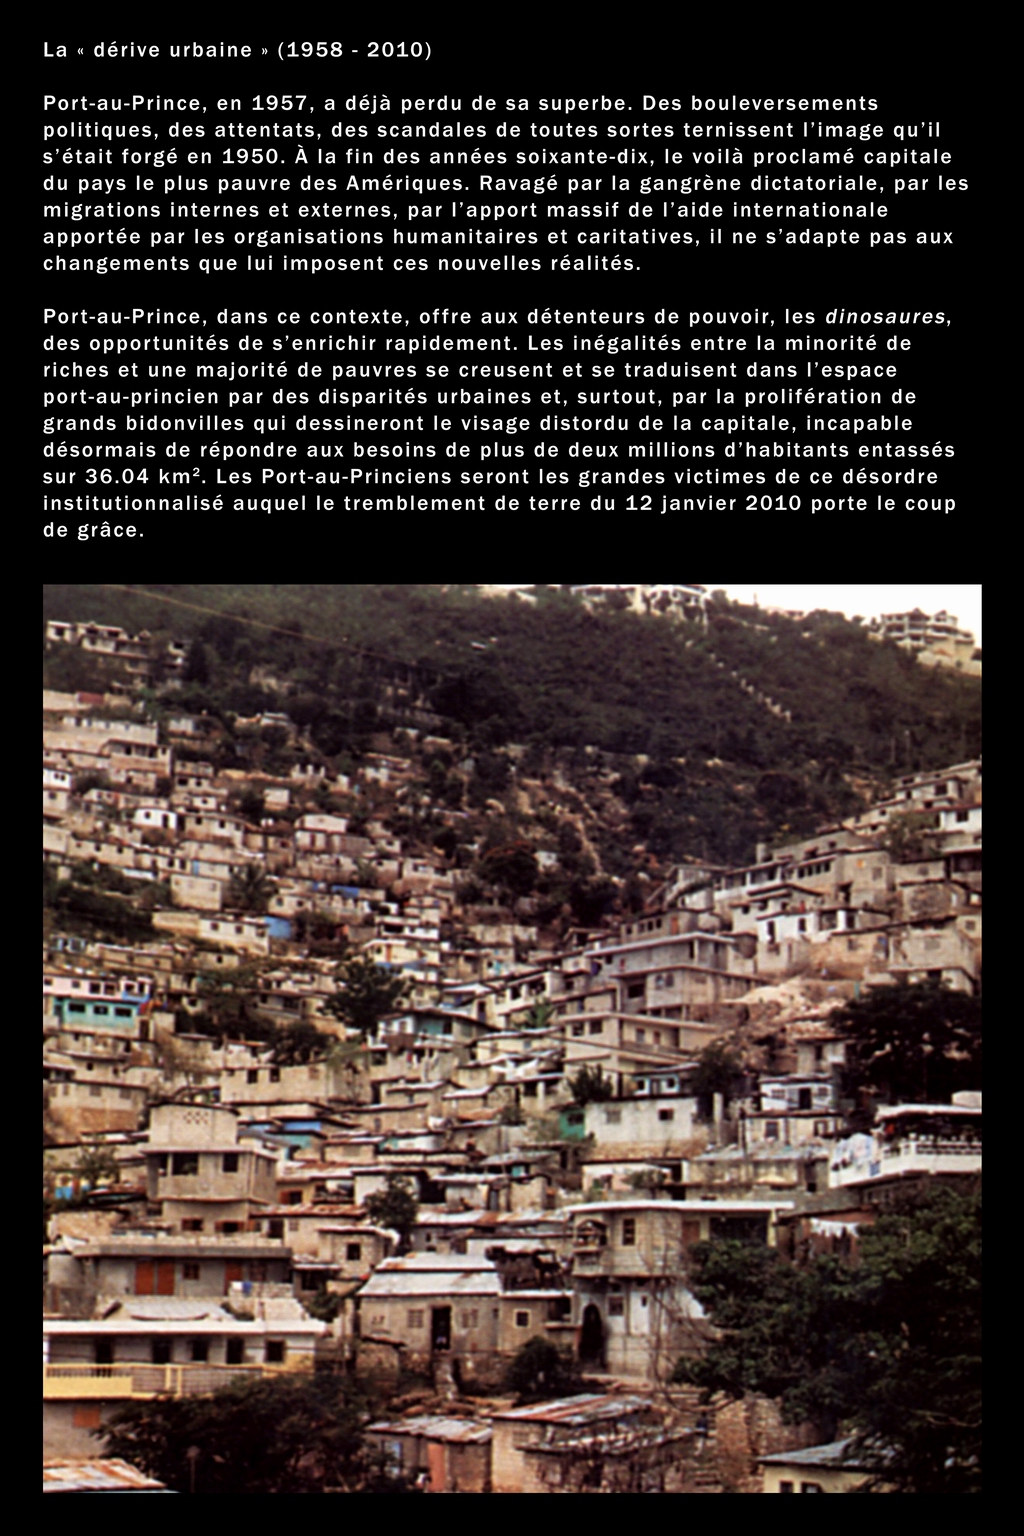 La « dérive urbaine » (1958 - 2010)
Port-au-Prince, en 1957, a déjà perdu de sa superbe. Des bouleversements
politiques, des attentats, des scandales de toutes sortes ternissent l’image qu’il
s’était forgé en 1950. À la fin des années soixante-dix, le voilà proclamé capitale
du pays le plus pauvre des Amériques. Ravagé par la gangrène dictatoriale, par les
migrations internes et externes, par l’apport massif de l’aide internationale
apportée par les organisations humanitaires et caritatives, il ne s’adapte pas aux
changements que lui imposent ces nouvelles réalités.
Port-au-Prince, dans ce contexte, offre aux détenteurs de pouvoir, les dinosaures,
des opportunités de s’enrichir rapidement. Les inégalités entre la minorité de
riches et une majorité de pauvres se creusent et se traduisent dans l’espace
port-au-princien par des disparités urbaines et, surtout, par la prolifération de
grands bidonvilles qui dessineront le visage distordu de la capitale, incapable
désormais de répondre aux besoins de plus de deux millions d’habitants entassés
sur 36.04 km². Les Port-au-Princiens seront les grandes victimes de ce désordre
institutionnalisé auquel le tremblement de terre du 12 janvier 2010 porte le coup
de grâce.